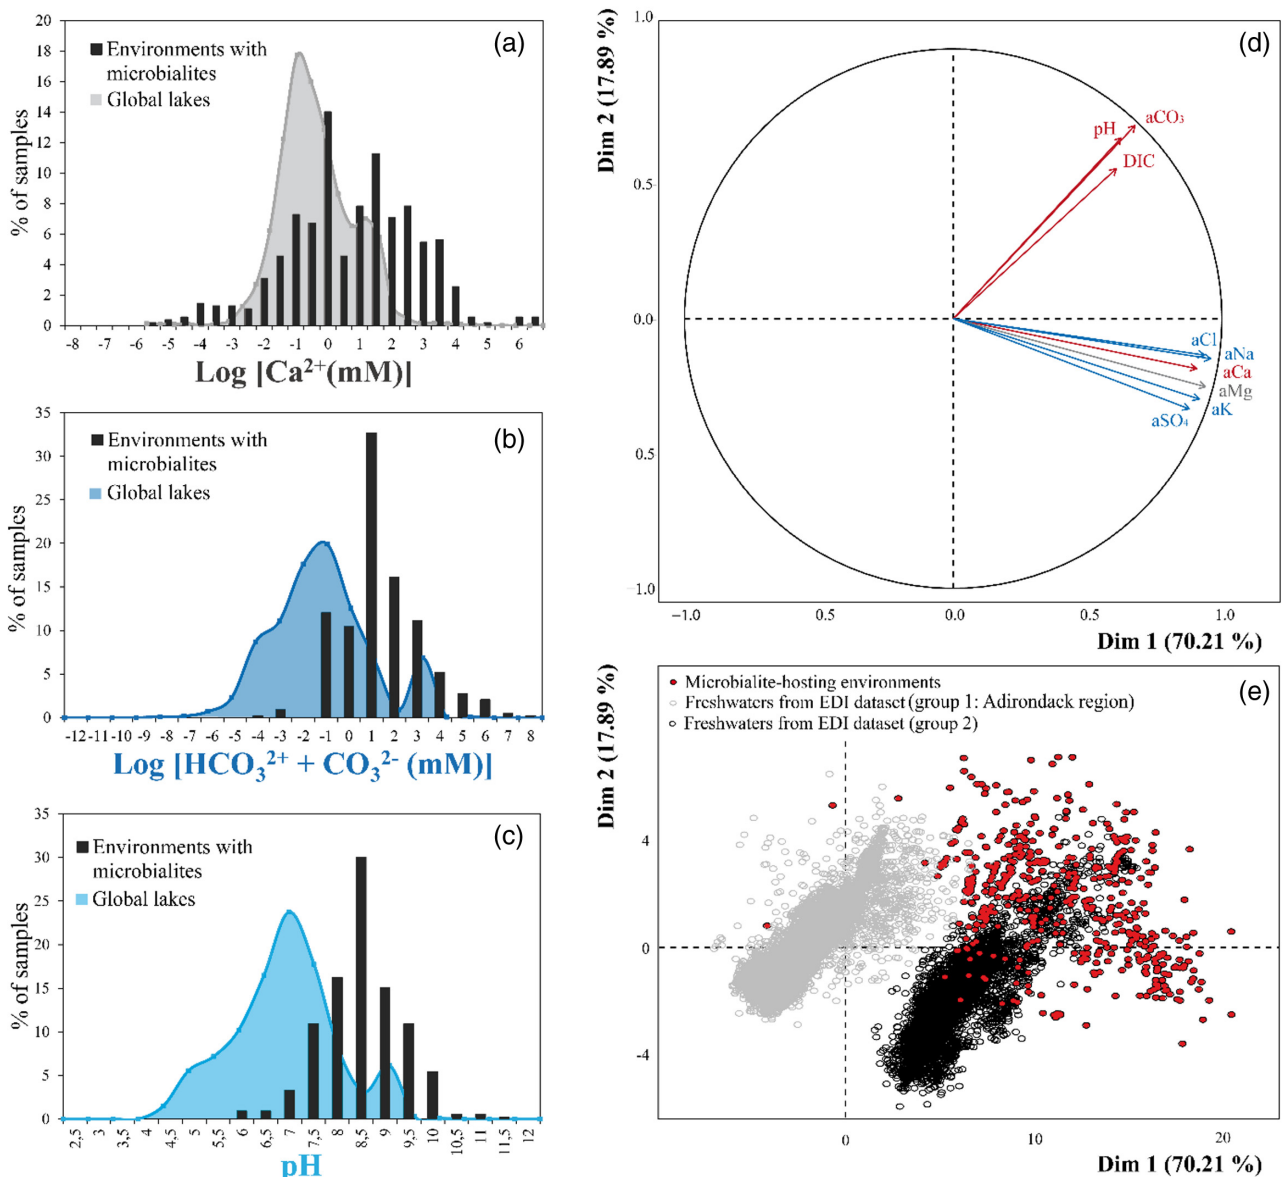 (a)
Environments with
microbialites
Global lakes
% of samples
20
18
16
14
12
10
8
6
4
2
0
-8 -7 -6 -5 -4 -3 -2 -1 0 1 2 3 4 5 6
Log [Ca²⁺(mM)]
(b)
Environments with
microbialites
Global lakes
% of samples
35
30
25
20
15
10
5
0
-12 -11 -10 -9 -8 -7 -6 -5 -4 -3 -2 -1 0 1 2 3 4 5 6 7 8
Log [HCO₃²⁺ + CO₃²⁻ (mM)]
(c)
Environments with
microbialites
Global lakes
% of samples
35
30
25
20
15
10
5
0
2,5 3 3,5 4 4,5 5 5,5 6 6,5 7 7,5 8 8,5 9 9,5 10 10,5 11 11,5 12
pH
(d)
Dim 2 (17.89 %)
1.0
0.5
0.0
0.5
−1.0
pH
aCO₃
DIC
aCl
aNa
aCa
aMg
aK
aSO₄
−1.0 0.5 0.0 0.5 1.0
Dim 1 (70.21 %)
(e)
Microbialite-hosting environments
Freshwaters from EDI dataset (group 1: Adirondack region)
Freshwaters from EDI dataset (group 2)
Dim 2 (17.89 %)
4
0
-4
0 10 20
Dim 1 (70.21 %)